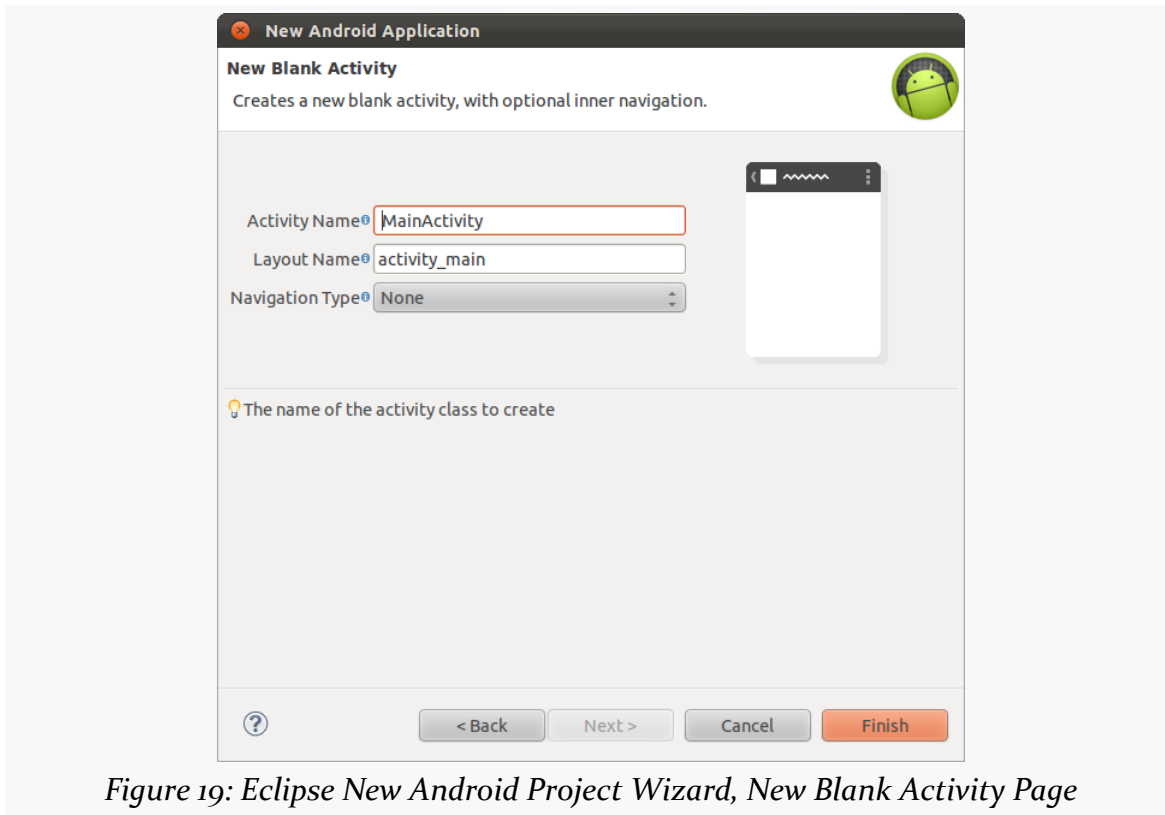 New Android Application
New Blank Activity
Creates a new blank activity, with optional inner navigation.
Activity Name MainActivity
Layout Name activity_main
Navigation Type None
The name of the activity class to create
< Back Next > Cancel Finish
Figure 19: Eclipse New Android Project Wizard, New Blank Activity Page